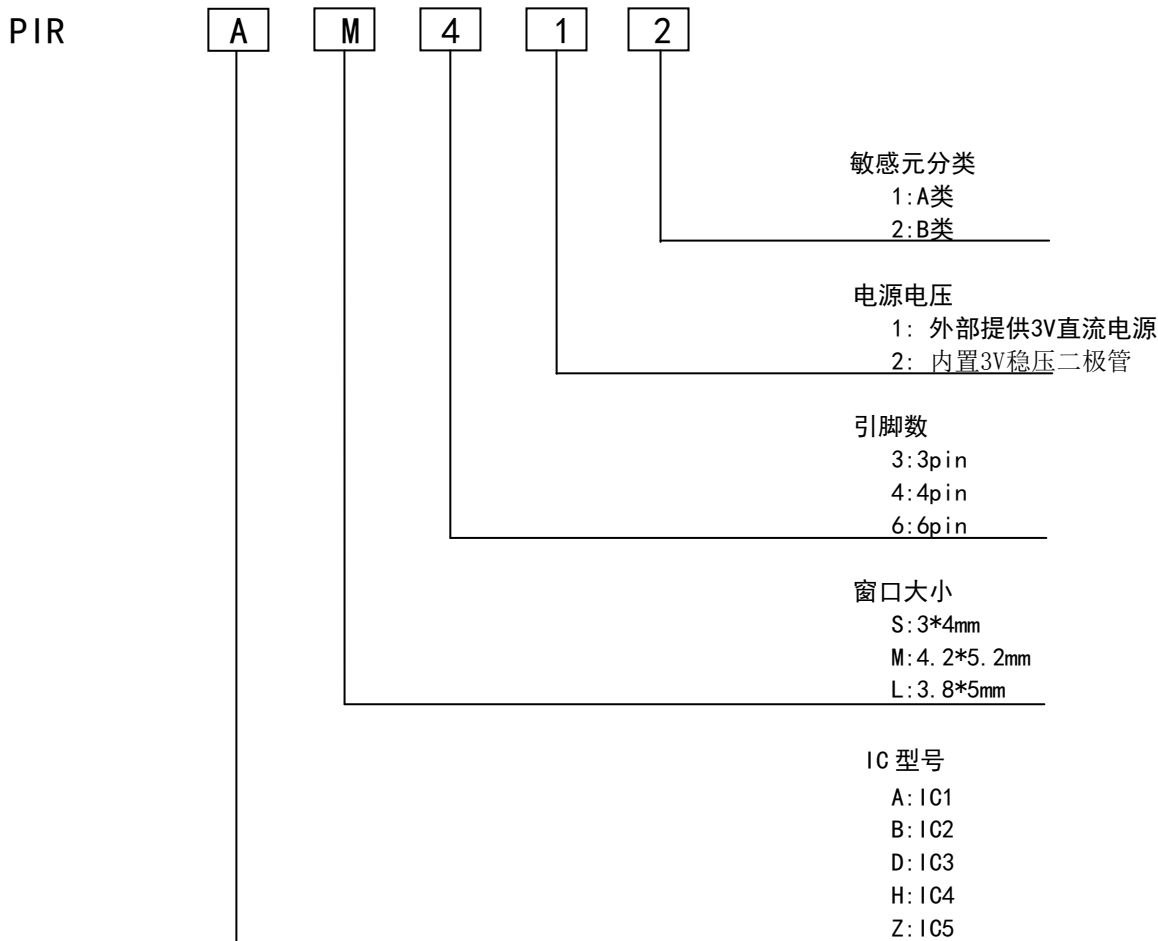 PIR A M 4 1 2
敏感元分类
1:A类
2:B类
电源电压
1: 外部提供3V直流电源
2: 内置3V稳压二极管
引脚数
3:3pin
4:4pin
6:6pin
窗口大小
S:3*4mm
M:4.2*5.2mm
L:3.8*5mm
IC型号
A:IC1
B:IC2
D:IC3
H:IC4
Z:IC5